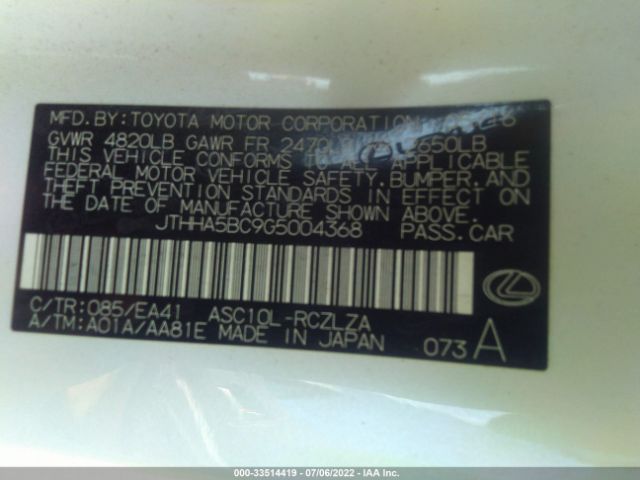 MFD.BY:TOYOTA MOTOR CORPORATION
GVWR 4820LB GAWR FR 2470LB 2650LB
THIS VEHICLE CONFORMS TO ALL APPLICABLE
FEDERAL MOTOR VEHICLE SAFETY,BUMPER,AND
THEFT PREVENTION STANDARDS IN EFFECT ON
THE DATE OF MANUFACTURE SHOWN ABOVE.
JTHHA5BC9G5004368 PASS.CAR
C/TR:085/EA41 ASC10L-RCZLZA
A/TM:A01A/AA81E MADE IN JAPAN 073 A
000-33514419 - 07/06/2022 - IAA Inc.